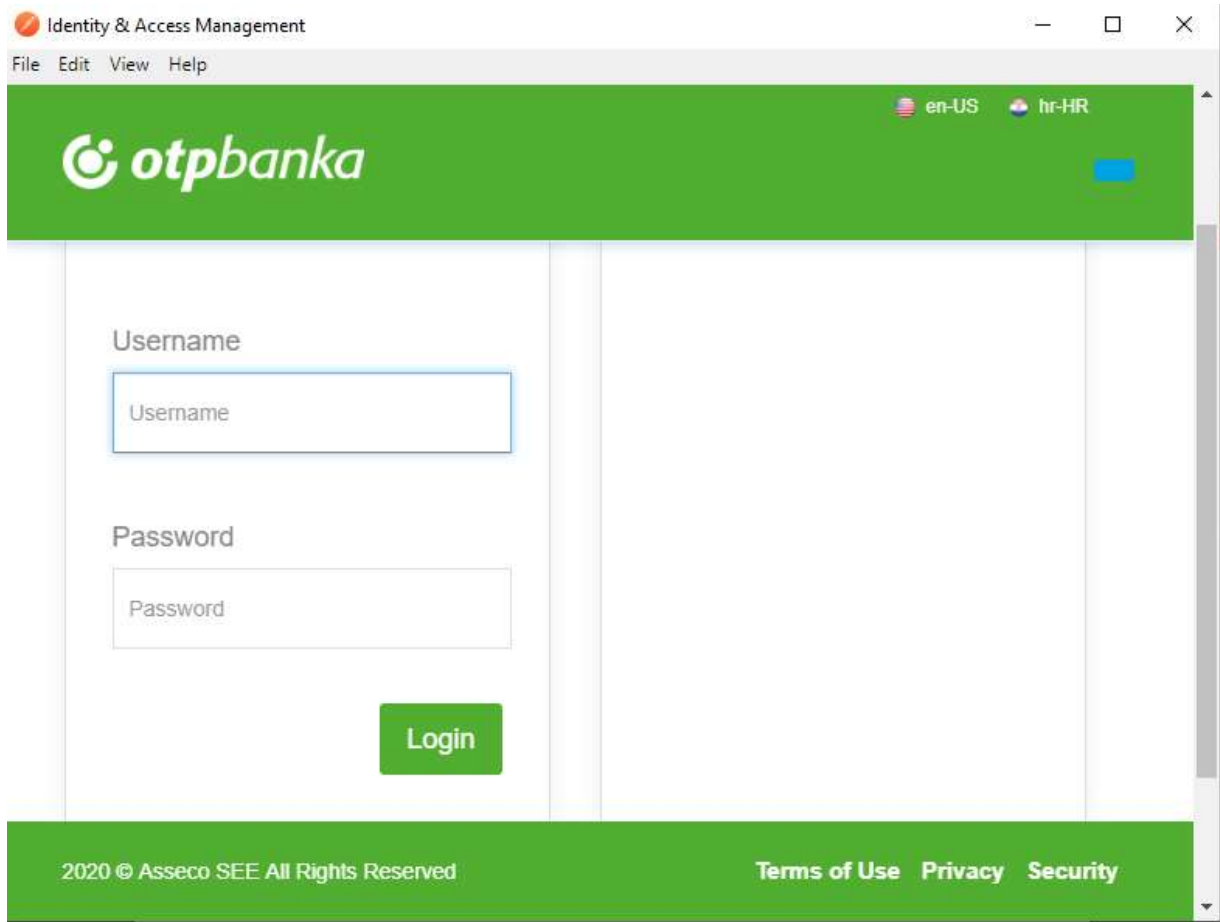 Identity & Access Management
File Edit View Help
en-US hr-HR
otpbanka
Username
Username
Password
Password
Login
2020 © Asseco SEE All Rights Reserved
Terms of Use Privacy Security